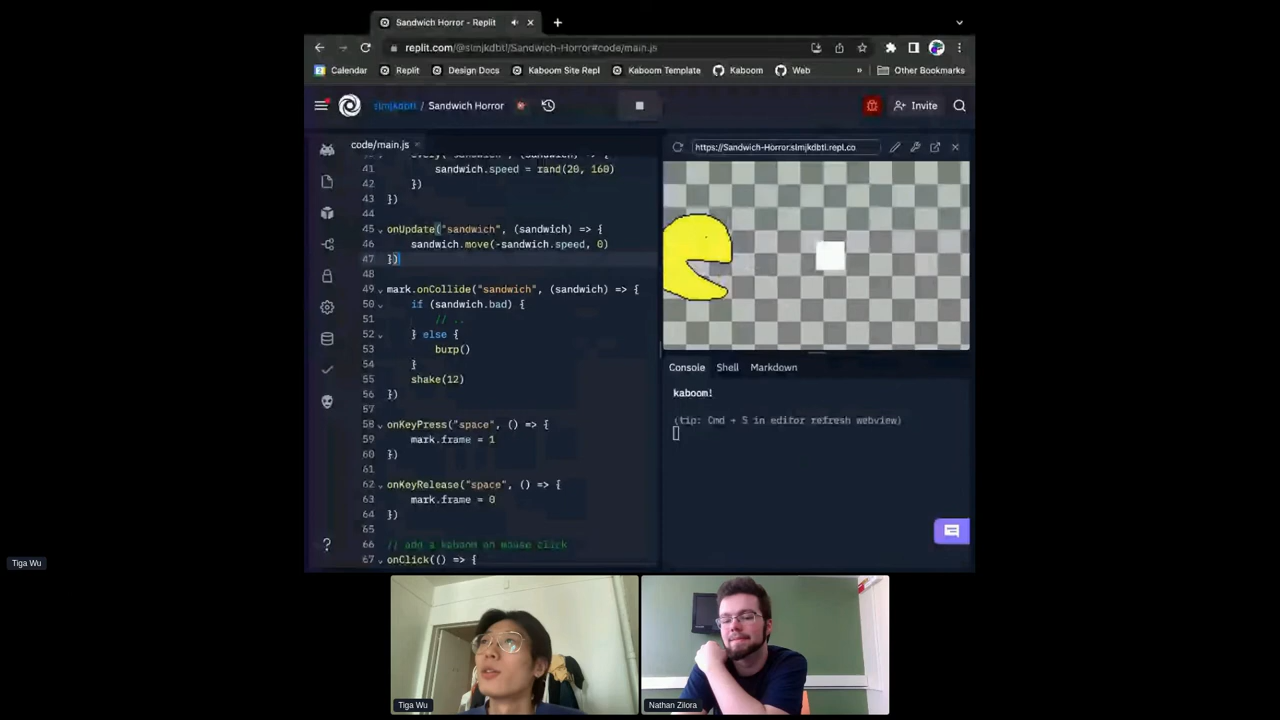 Sandwich Horror - Replit
replit.com/@slmjkdbtl/Sandwich-Horror#code/main.js
Calendar Replit Design Docs Kaboom Site Repl Kaboom Template Kaboom Web » Other Bookmarks
slmjkdbtl / Sandwich Horror Invite
code/main.js
https://Sandwich-Horror.slmjkdbtl.repl.co
41 sandwich.speed = rand(20, 160)
42 })
43 })
44
45 onUpdate("sandwich", (sandwich) => {
46 sandwich.move(-sandwich.speed, 0)
47 })
48
49 mark.onCollide("sandwich", (sandwich) => {
50 if (sandwich.bad) {
51 // ..
52 } else {
53 burp()
54 }
55 shake(12)
56 })
57
58 onKeyPress("space", () => {
59 mark.frame = 1
60 })
61
62 onKeyRelease("space", () => {
63 mark.frame = 0
64 })
65
66 // add a kaboom on mouse click
67 onClick(() => {
Console Shell Markdown
kaboom!
(tip: Cmd + S in editor refresh webview)
?
Tiga Wu
Tiga Wu
Nathan Zilora